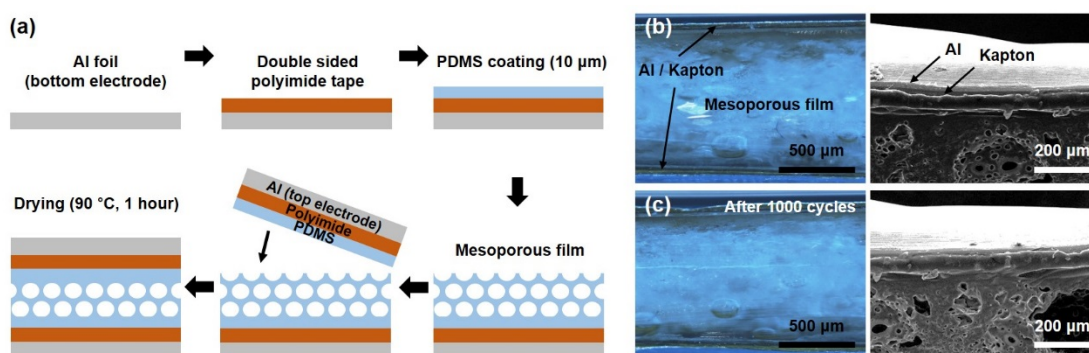 (a)
Al foil
(bottom electrode)
Double sided
polyimide tape
PDMS coating (10 µm)
Drying (90 °C, 1 hour)
Al (top electrode)
Polyimide
PDMS
Mesoporous film
(b)
Al / Kapton
Mesoporous film
500 µm
Al
Kapton
200 µm
(c)
After 1000 cycles
500 µm
200 µm